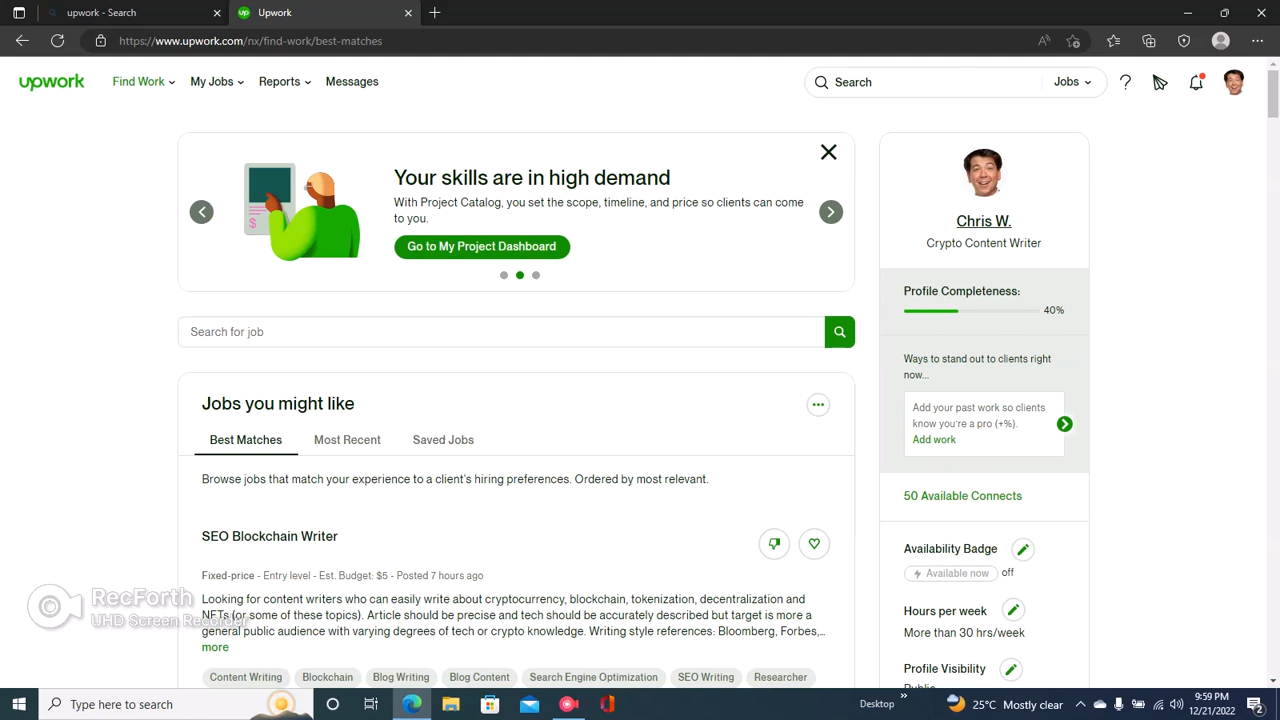 upwork - Search
Upwork
https://www.upwork.com/nx/find-work/best-matches
upwork
Find Work
My Jobs
Reports
Messages
Search
Jobs
Your skills are in high demand
With Project Catalog, you set the scope, timeline, and price so clients can come
to you.
Go to My Project Dashboard
Search for job
Jobs you might like
Best Matches
Most Recent
Saved Jobs
Browse jobs that match your experience to a client's hiring preferences. Ordered by most relevant.
SEO Blockchain Writer
Fixed-price - Entry level - Est. Budget: $5 - Posted 7 hours ago
Looking for content writers who can easily write about cryptocurrency, blockchain, tokenization, decentralization and
NFTs (or some of these topics). Article should be precise and tech should be accurately described but target is more a
general public audience with varying degrees of tech or crypto knowledge. Writing style references: Bloomberg, Forbes,...
more
Content Writing
Blockchain
Blog Writing
Blog Content
Search Engine Optimization
SEO Writing
Researcher
Chris W.
Crypto Content Writer
Profile Completeness:
40%
Ways to stand out to clients right
now...
Add your past work so clients
know you're a pro (+%).
Add work
50 Available Connects
Availability Badge
Available now
off
Hours per week
More than 30 hrs/week
Profile Visibility
Public
RecForth
UHD Screen Recorder
Type here to search
Desktop
25°C Mostly clear
9:59 PM
12/21/2022
2